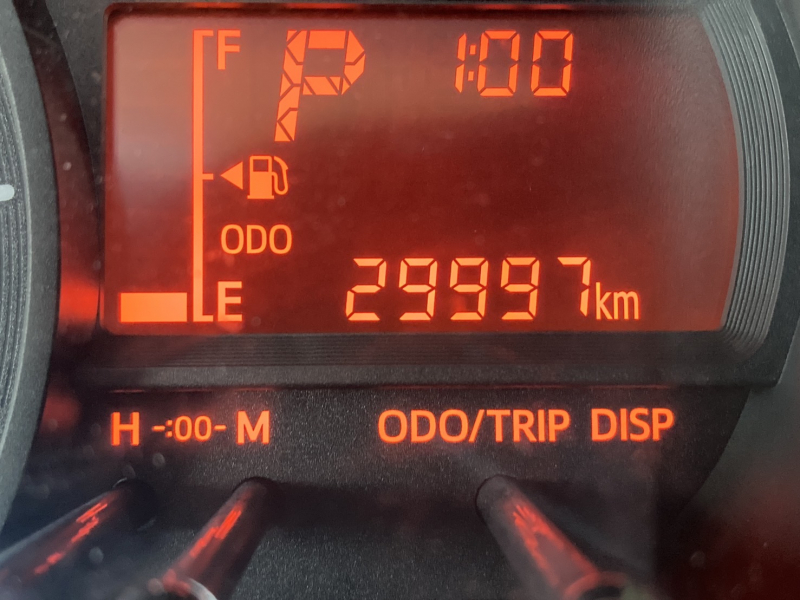 F P 1:00
ODO
E 29997km
H -:00- M ODO/TRIP DISP